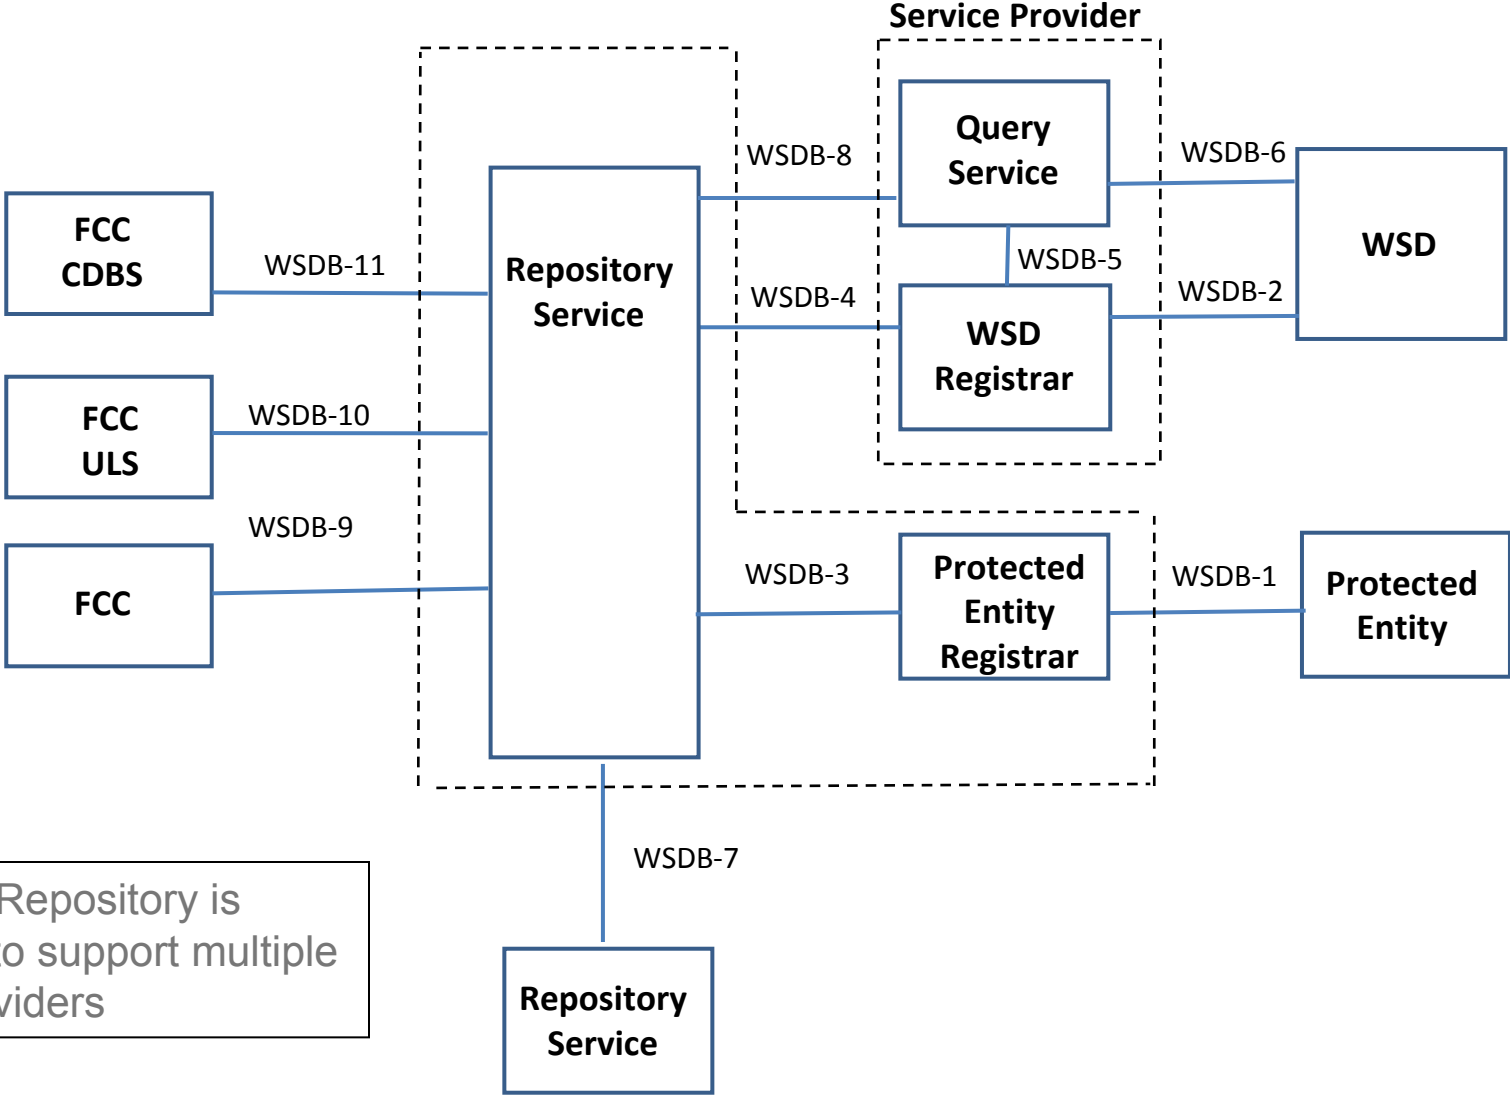 Service Provider
Query
Service
WSDB-8
WSDB-6
WSD
FCC
CDBS
WSDB-11
Repository
Service
WSDB-5
WSDB-4
WSDB-2
WSD
Registrar
FCC
ULS
WSDB-10
WSDB-9
FCC
WSDB-3
Protected
Entity
Registrar
WSDB-1
Protected
Entity
WSDB-7
Repository is
to support multiple
viders
Repository
Service